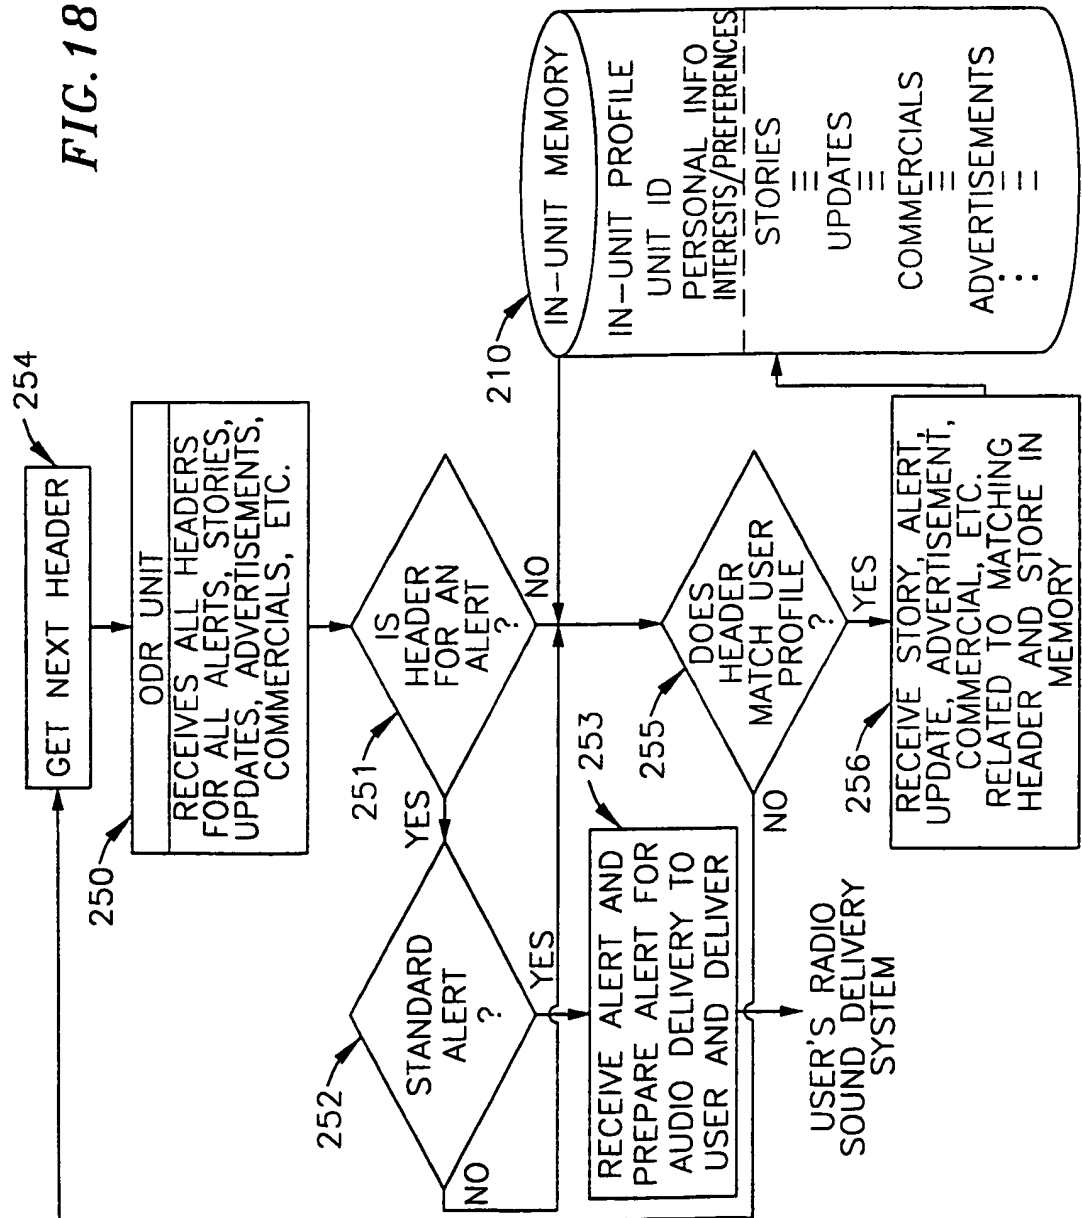 FIG.18
GET NEXT HEADER
254
250
ODR UNIT
RECEIVES ALL HEADERS
FOR ALL ALERTS, STORIES,
UPDATES, ADVERTISEMENTS,
COMMERCIALS, ETC.
251
IS
HEADER
FOR AN
ALERT
?
YES
NO
252
STANDARD
ALERT
?
NO
YES
253
RECEIVE ALERT AND
PREPARE ALERT FOR
AUDIO DELIVERY TO
USER AND DELIVER
USER'S RADIO
SOUND DELIVERY
SYSTEM
255
DOES
HEADER
MATCH USER
PROFILE
?
NO
YES
256
RECEIVE STORY, ALERT,
UPDATE, ADVERTISEMENT,
COMMERCIAL, ETC.
RELATED TO MATCHING
HEADER AND STORE IN
MEMORY
210
IN-UNIT MEMORY
IN-UNIT PROFILE
UNIT ID
PERSONAL INFO
INTERESTS/PREFERENCES
STORIES
UPDATES
COMMERCIALS
ADVERTISEMENTS